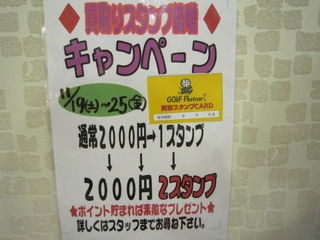 買取りスタンプ倍増
キャンペーン
11/19(土)~25(金)
GOLF Partner
買取スタンプCARD
通常2000円→1スタンプ
↓ ↓ ↓
2000円 2スタンプ
★ポイント貯まれば素敵なプレゼント★
詳しくはスタッフまでお尋ね下さい。